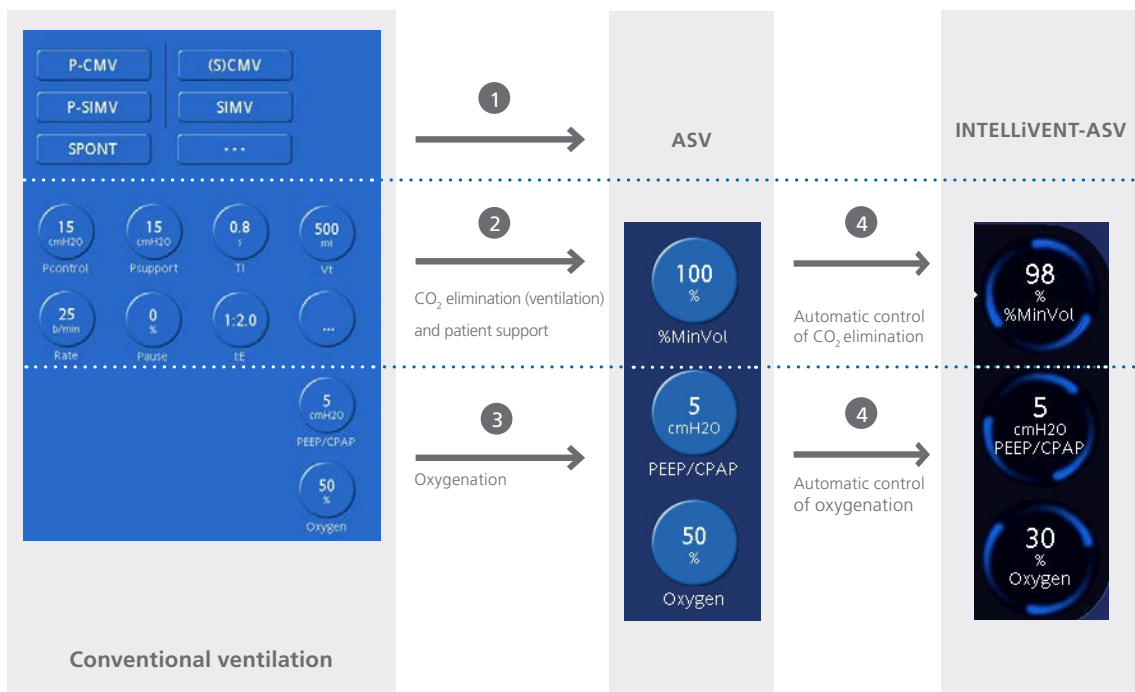 P-CMV
(S)CMV
P-SIMV
SIMV
SPONT
...
15
cmH2O
Pcontrol
15
cmH2O
Psupport
0.8
s
TI
500
ml
Vt
25
b/min
Rate
0
%
Pause
1:2.0
I:E
...
5
cmH2O
PEEP/CPAP
50
%
Oxygen
Conventional ventilation
1
2
CO₂ elimination (ventilation)
and patient support
3
Oxygenation
ASV
100
%
%MinVol
5
cmH2O
PEEP/CPAP
50
%
Oxygen
4
Automatic control
of CO₂ elimination
4
Automatic control
of oxygenation
INTELLiVENT-ASV
98
%
%MinVol
5
cmH2O
PEEP/CPAP
30
%
Oxygen